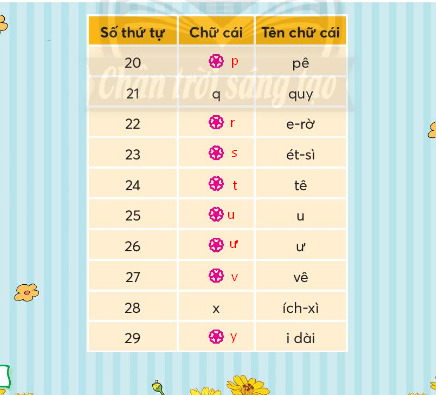 Số thứ tự Chữ cái Tên chữ cái
20 p pê
Chân trời sáng tạo
21 q quy
22 r e-rờ
23 s ét-sì
24 t tê
25 u u
26 ư ư
27 v vê
28 x ích-xì
29 y i dài